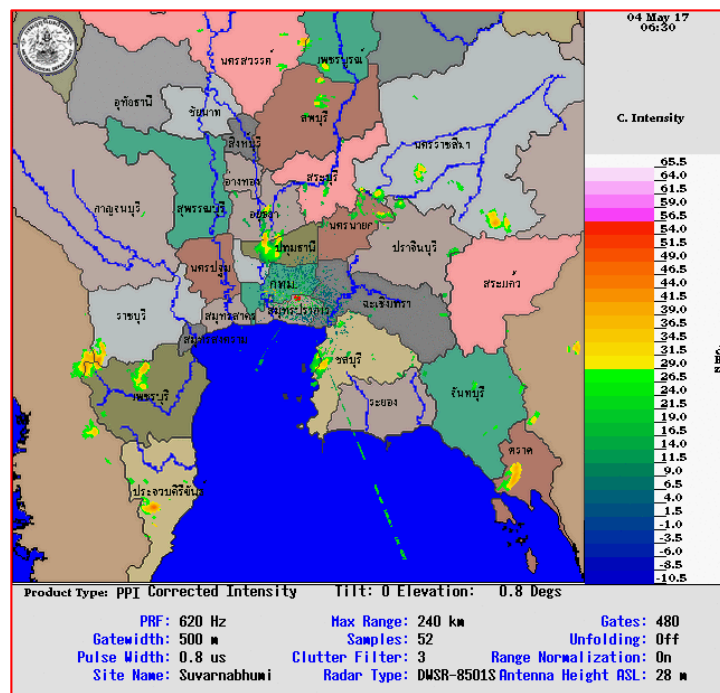 04 May 17
06:30
C. Intensity
65.5
64.0
61.5
59.0
56.5
54.0
51.5
49.0
46.5
44.0
41.5
39.0
36.5
34.0
31.5
29.0
26.5
24.0
21.5
19.0
16.5
14.0
11.5
9.0
6.5
4.0
1.5
-1.0
-3.5
-6.0
-8.5
-10.5
นครสวรรค์
เพชรบูรณ์
อุทัยธานี
ชัยนาท
ลพบุรี
สิงห์บุรี
นครราชสีมา
อ่างทอง
สระบุรี
กาญจนบุรี
สุพรรณบุรี
อยุธยา
นครนายก
ปทุมธานี
ปราจีนบุรี
นครปฐม
กทม.
สระแก้ว
ฉะเชิงเทรา
ราชบุรี
สมุทรสาคร
สมุทรปราการ
สมุทรสงคราม
ชลบุรี
เพชรบุรี
ระยอง
จันทบุรี
ตราด
ประจวบคีรีขันธ์
Product Type: PPI Corrected Intensity Tilt: 0 Elevation: 0.8 Degs
PRF: 620 Hz Max Range: 240 km Gates: 480
Gatewidth: 500 m Samples: 52 Unfolding: Off
Pulse Width: 0.8 us Clutter Filter: 3 Range Normalization: On
Site Name: Suvarnabhumi Radar Type: DWSR-8501S Antenna Height ASL: 28 m